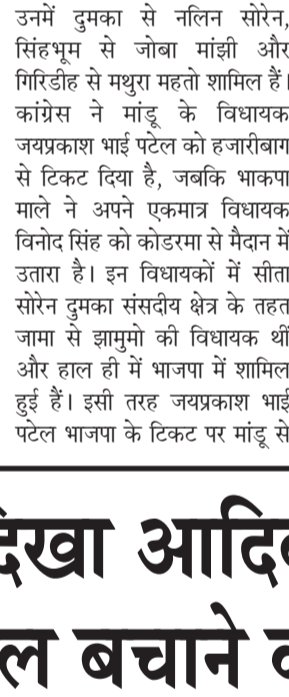 उनमें दुमका से नलिन सोरेन,
सिंहभूम से जोबा मांझी और
गिरिडीह से मथुरा महतो शामिल हैं।
कांग्रेस ने मांडू के विधायक
जयप्रकाश भाई पटेल को हजारीबाग
से टिकट दिया है, जबकि भाकपा
माले ने अपने एकमात्र विधायक
विनोद सिंह को कोडरमा से मैदान में
उतारा है। इन विधायकों में सीता
सोरेन दुमका संसदीय क्षेत्र के तहत
जामा से झामुमो की विधायक थीं
और हाल ही में भाजपा में शामिल
हुई हैं। इसी तरह जयप्रकाश भाई
पटेल भाजपा के टिकट पर मांडू से
बचाने